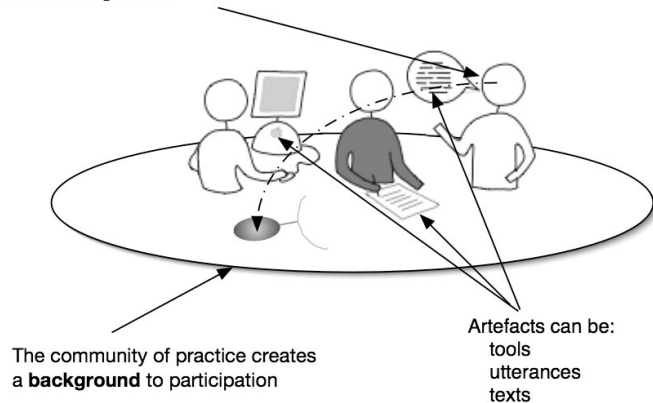 The community of practice creates
a background to participation
Artefacts can be:
tools
utterances
texts